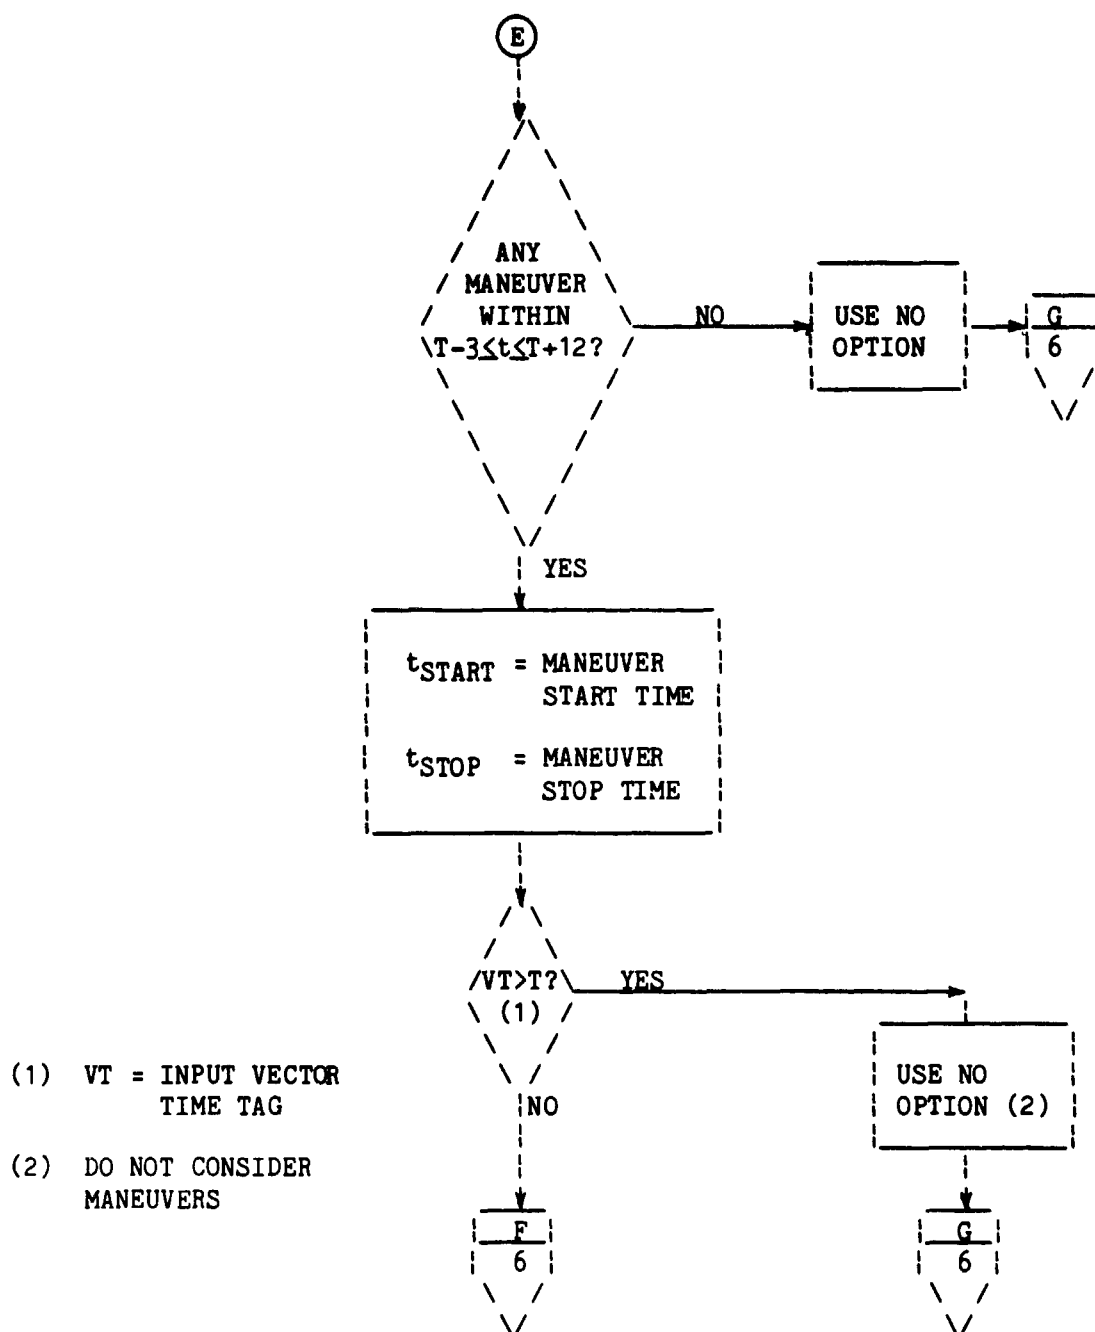 E
ANY
MANEUVER
WITHIN
T-3≤t≤T+12?
NO
USE NO
OPTION
G
6
YES
tSTART = MANEUVER
START TIME
tSTOP = MANEUVER
STOP TIME
VT>T?
(1)
YES
NO
USE NO
OPTION (2)
(1) VT = INPUT VECTOR
TIME TAG
(2) DO NOT CONSIDER
MANEUVERS
F
6
G
6